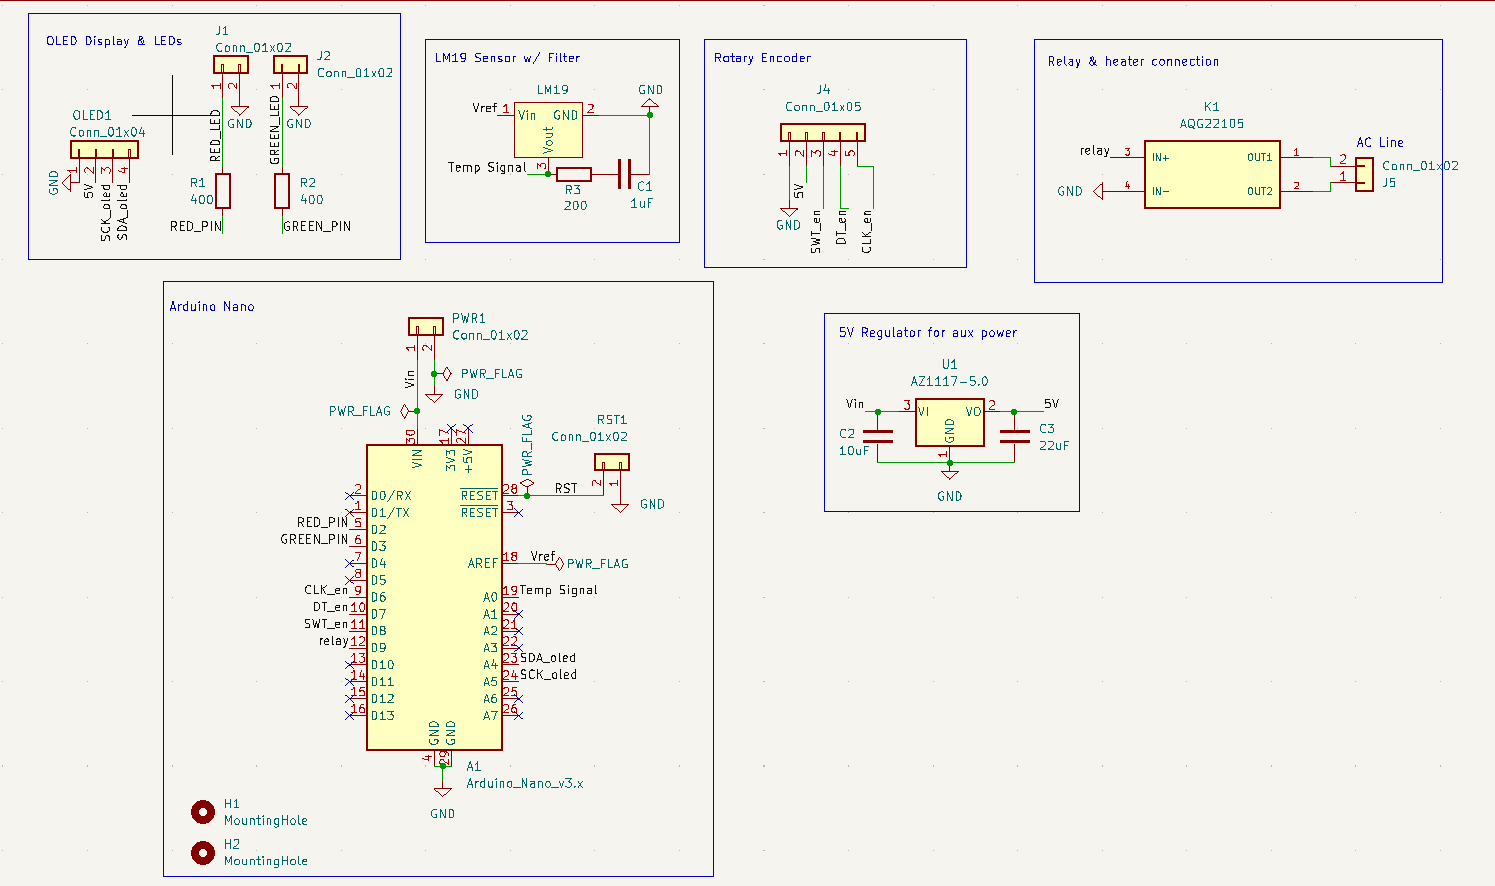 OLED Display & LEDs
J1
Conn_01x02
J2
Conn_01x02
1
2
1
2
GND
GND
RED_LED
GREEN_LED
OLED1
Conn_01x04
1
2
3
4
GND
5V
SCK_oled
SDA_oled
R1
400
R2
400
RED_PIN
GREEN_PIN
LM19 Sensor w/ Filter
LM19
Vref
1
Vin
GND
2
Vout
3
GND
Temp Signal
R3
200
C1
1uF
Rotary Encoder
J4
Conn_01x05
1
2
3
4
5
5V
GND
SWT_en
DT_en
CLK_en
Relay & heater connection
K1
AQG22105
relay
3
IN+
OUT1
1
GND
4
IN-
OUT2
2
AC Line
2
1
Conn_01x02
J5
Arduino Nano
PWR1
Conn_01x02
1
2
Vin
PWR_FLAG
GND
PWR_FLAG
30
17
27
VIN
3V3
+5V
PWR_FLAG
RST1
Conn_01x02
2
1
RST
GND
2
D0/RX
RESET
28
1
D1/TX
RESET
3
RED_PIN
5
D2
GREEN_PIN
6
D3
7
D4
AREF
18
Vref
PWR_FLAG
8
D5
CLK_en
9
D6
A0
19
Temp Signal
DT_en
10
D7
A1
20
SWT_en
11
D8
A2
21
relay
12
D9
A3
22
13
D10
A4
23
SDA_oled
14
D11
A5
24
SCK_oled
15
D12
A6
25
16
D13
A7
26
GND
GND
4
29
A1
Arduino_Nano_v3.x
GND
H1
MountingHole
H2
MountingHole
5V Regulator for aux power
U1
AZ1117-5.0
Vin
3
VI
VO
2
5V
GND
1
C2
10uF
C3
22uF
GND